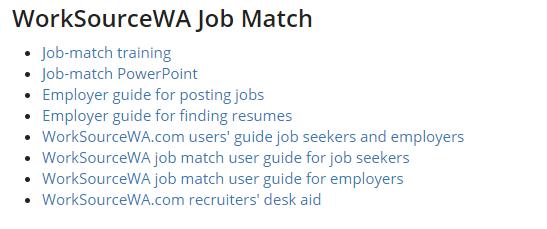 WorkSourceWA Job Match
Job-match training
Job-match PowerPoint
Employer guide for posting jobs
Employer guide for finding resumes
WorkSourceWA.com users' guide job seekers and employers
WorkSourceWA job match user guide for job seekers
WorkSourceWA job match user guide for employers
WorkSourceWA.com recruiters' desk aid